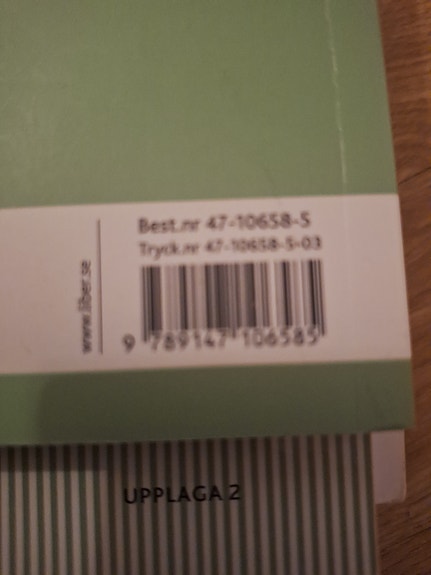 Best.nr 47-10658-5
Tryck.nr 47-10658-5-03
www.liber.se
9 789147 106585
UPPLAGA 2